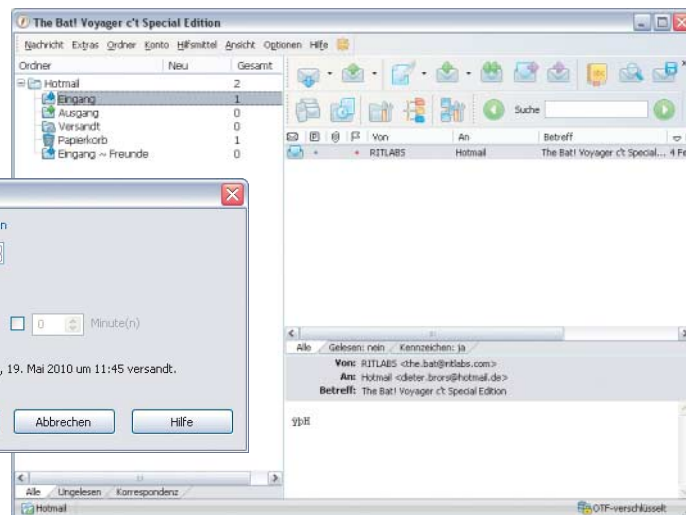 The Bat! Voyager c't Special Edition
Nachricht Extras Ordner Konto Hilfsmittel Ansicht Optionen Hilfe
Ordner Neu Gesamt
Hotmail 2
Eingang 1
Ausgang 0
Versandt 0
Papierkorb 1
Eingang ~ Freunde 0
Suche
Von An Betreff
RITLABS Hotmail The Bat! Voyager c't Special... 4 Fe
0 Minute(n)
, 19. Mai 2010 um 11:45 versandt.
Abbrechen Hilfe
Alle Gelesen: nein Kennzeichen: ja
Von: RITLABS <the.bat@ritlabs.com>
An: Hotmail <dieter.brors@hotmail.de>
Betreff: The Bat! Voyager c't Special Edition
Alle Ungelesen Korrespondenz
Hotmail OTF-verschlüsselt